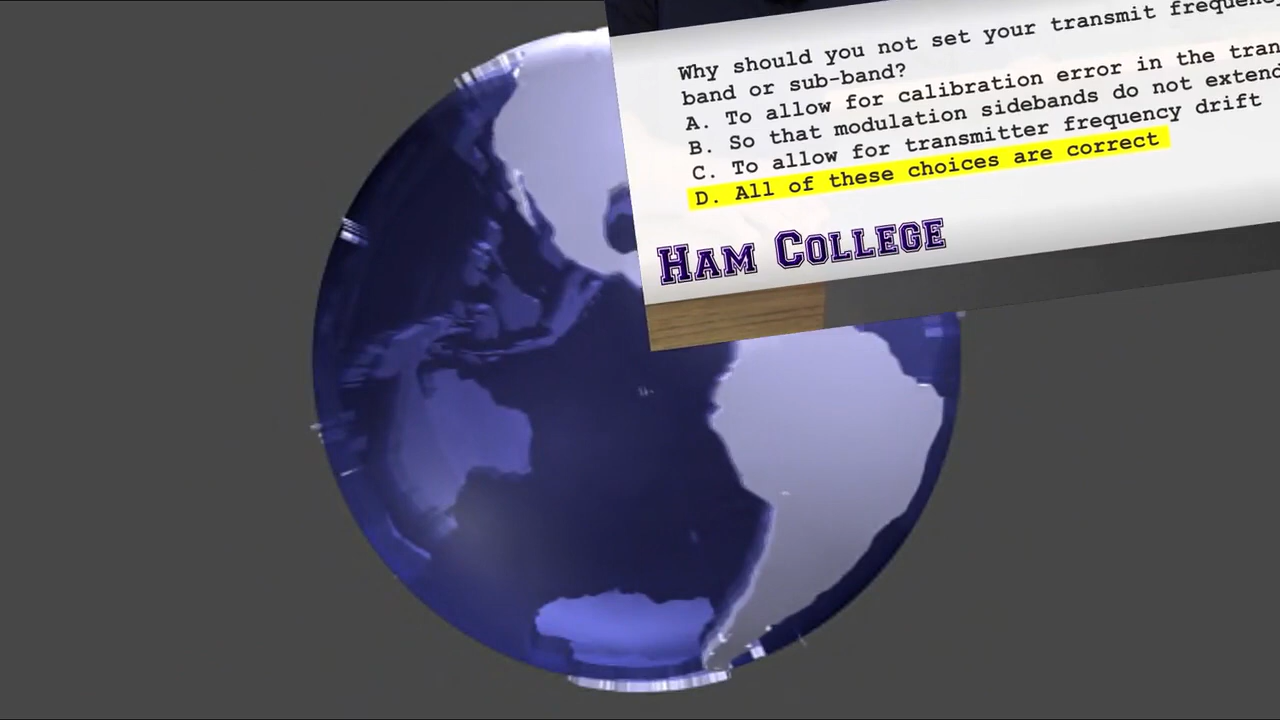 Why should you not set your transmit
band or sub-band?
A. To allow for calibration error in the
B. So that modulation sidebands do not extend
C. To allow for transmitter frequency drift
D. All of these choices are correct
HAM COLLEGE